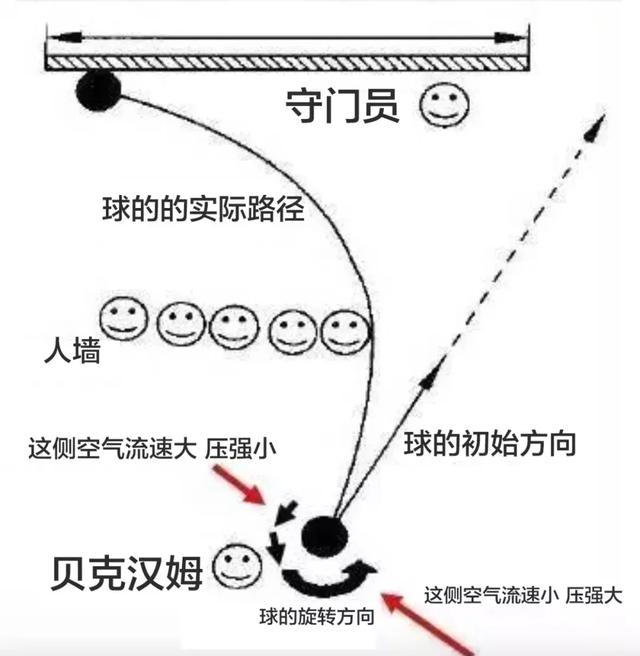 守门员
球的的实际路径
人墙
球的初始方向
这侧空气流速大 压强小
贝克汉姆
这侧空气流速小 压强大
球的旋转方向